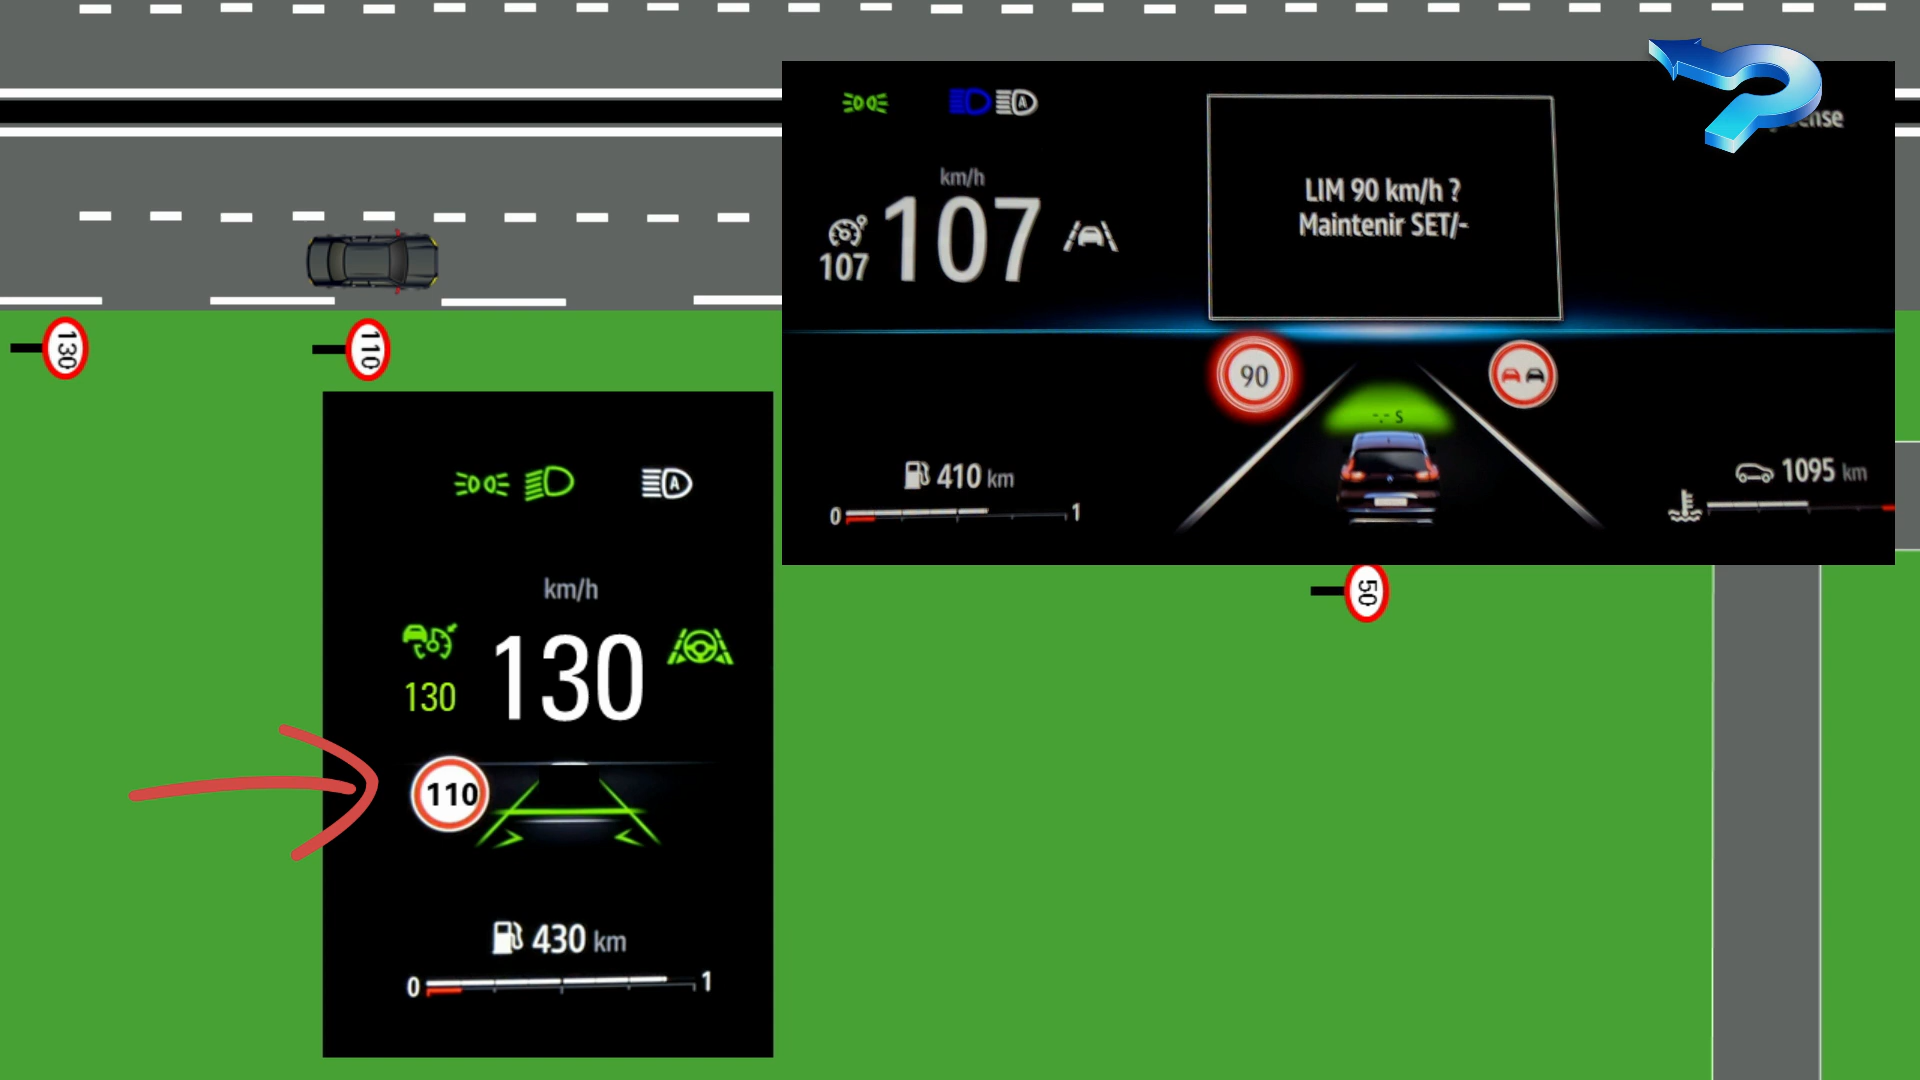 km/h
107
107
LIM 90 km/h ?
Maintenir SET/-
90
-.- S
410 km
0 1
1095 km
A
130
110
50
A
km/h
130
130
110
430 km
0 1